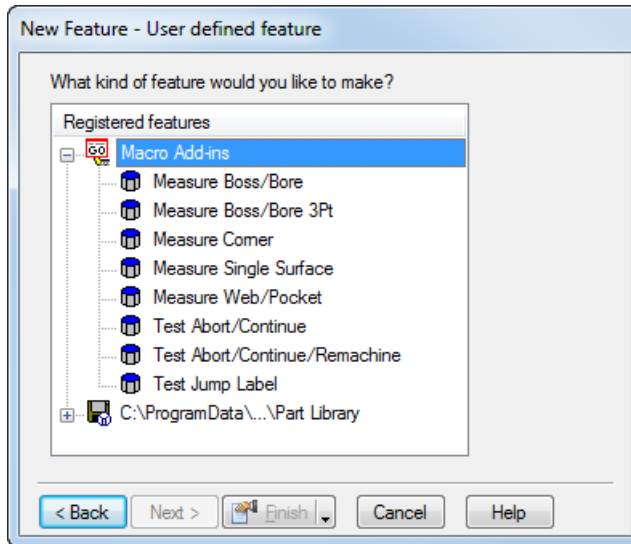 New Feature - User defined feature
What kind of feature would you like to make?
Registered features
GO Macro Add-ins
Measure Boss/Bore
Measure Boss/Bore 3Pt
Measure Corner
Measure Single Surface
Measure Web/Pocket
Test Abort/Continue
Test Abort/Continue/Remachine
Test Jump Label
C:\ProgramData\...\Part Library
< Back Next > Finish Cancel Help